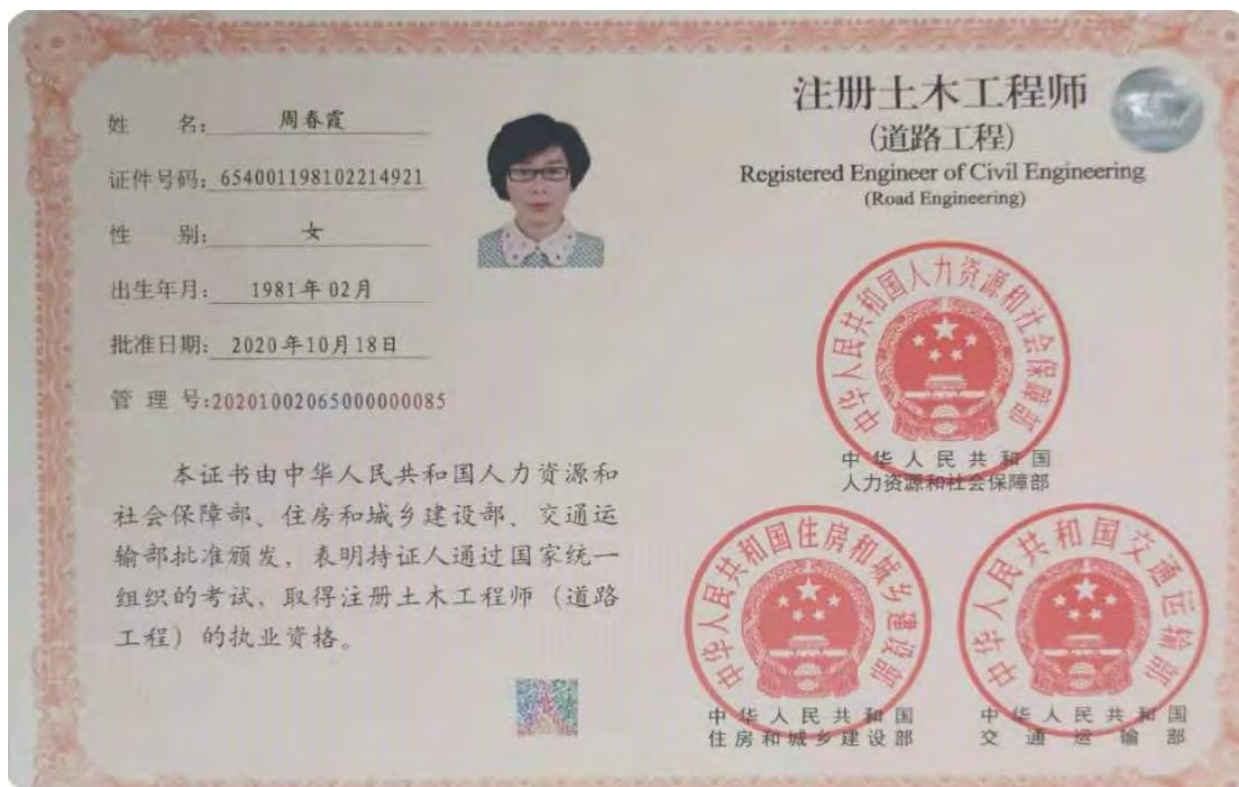 姓 名：周春霞
证件号码：654001198102214921
性 别：女
出生年月：1981年02月
批准日期：2020年10月18日
管 理 号：20201002065000000085
本证书由中华人民共和国人力资源和
社会保障部、住房和城乡建设部、交通运
输部批准颁发，表明持证人通过国家统一
组织的考试，取得注册土木工程师（道路
工程）的执业资格。
注册土木工程师
（道路工程）
Registered Engineer of Civil Engineering
(Road Engineering)
中华人民共和国人力资源和社会保障部
中华人民共和国
人力资源和社会保障部
中华人民共和国住房和城乡建设部
中华人民共和国
住房和城乡建设部
中华人民共和国交通运输部
中华人民共和国
交通运输部